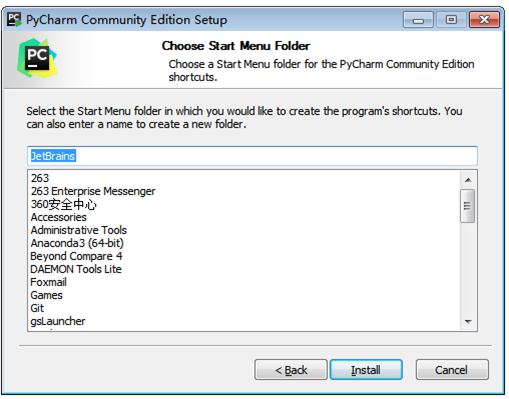 PyCharm Community Edition Setup
PC
Choose Start Menu Folder
Choose a Start Menu folder for the PyCharm Community Edition
shortcuts.
Select the Start Menu folder in which you would like to create the program's shortcuts. You
can also enter a name to create a new folder.
JetBrains
263
263 Enterprise Messenger
360安全中心
Accessories
Administrative Tools
Anaconda3 (64-bit)
Beyond Compare 4
DAEMON Tools Lite
Foxmail
Games
Git
gsLauncher
< Back
Install
Cancel